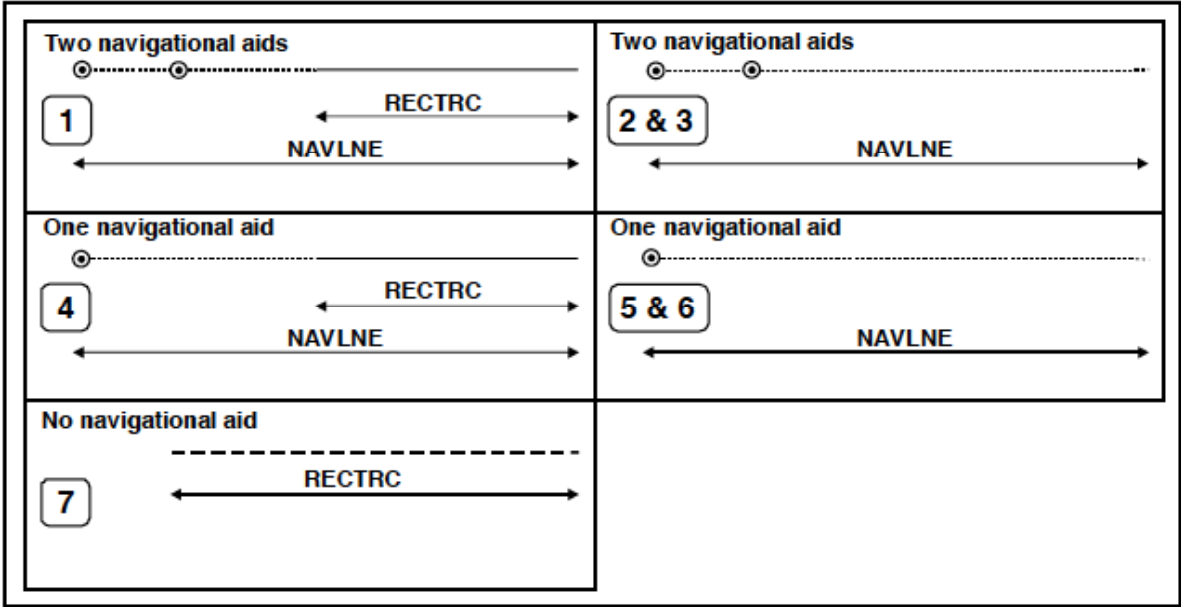 Two navigational aids
RECTRC
1
NAVLNE
Two navigational aids
2 & 3
NAVLNE
One navigational aid
RECTRC
4
NAVLNE
One navigational aid
5 & 6
NAVLNE
No navigational aid
RECTRC
7